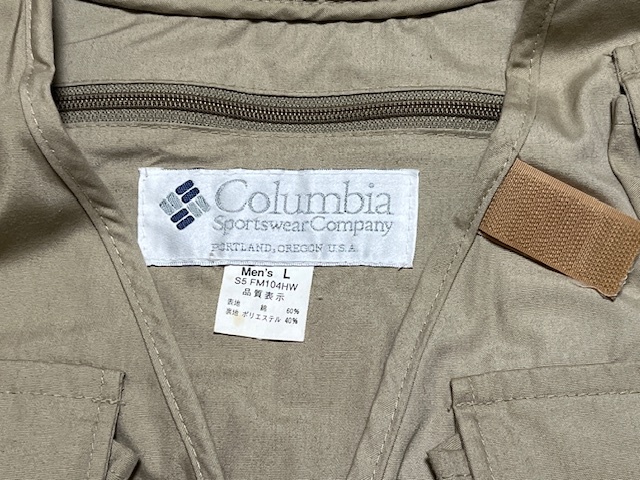 Columbia
Sportswear Company
PORTLAND, OREGON U.S.A.
Men's L
S5 FM104HW
品質表示
表地 綿 60%
裏地 ポリエステル 40%